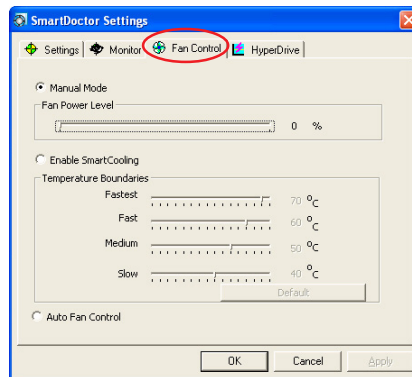 SmartDoctor Settings
Settings Monitor Fan Control HyperDrive
Manual Mode
Fan Power Level
0 %
Enable SmartCooling
Temperature Boundaries
Fastest 70 °C
Fast 60 °C
Medium 50 °C
Slow 40 °C
Default
Auto Fan Control
OK Cancel Apply